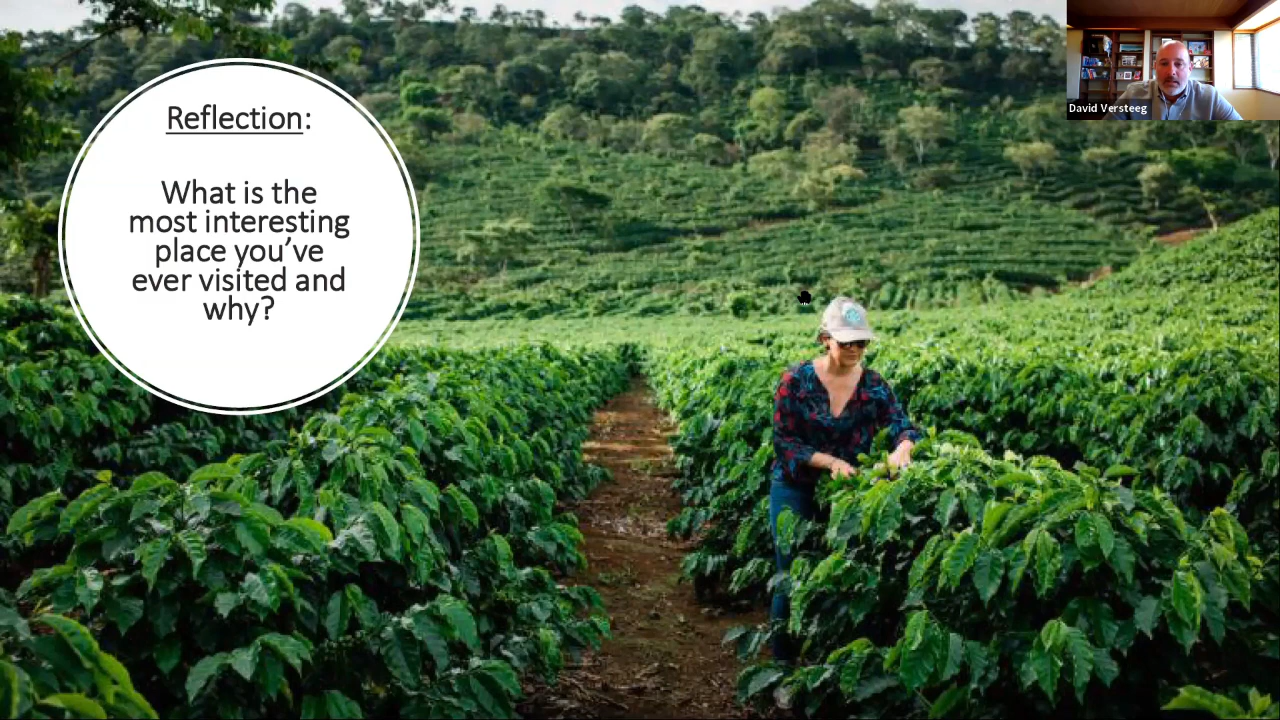 Reflection:
What is the
most interesting
place you've
ever visited and
why?
David Versteeg